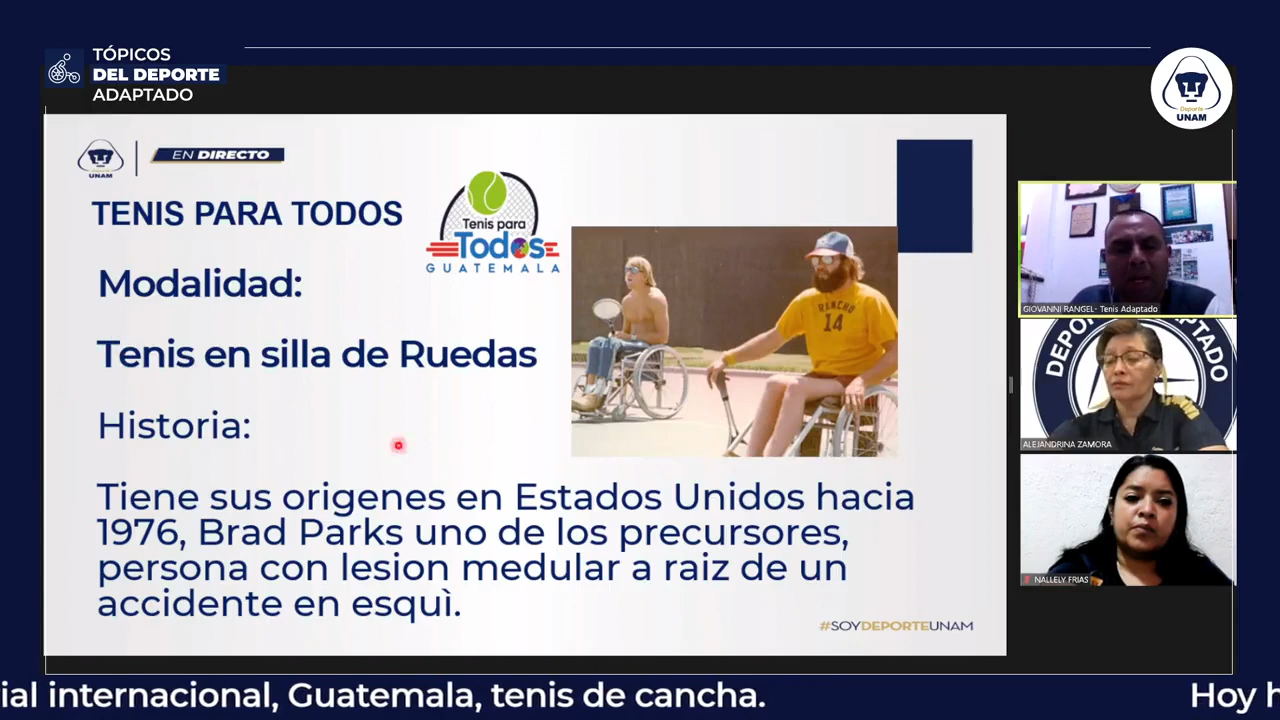 TÓPICOS
DEL DEPORTE
ADAPTADO
Deporte
UNAM
UNAM
EN DIRECTO
TENIS PARA TODOS
Tenis para
Todos
GUATEMALA
Modalidad:
Tenis en silla de Ruedas
Historia:
RANCHO
14
Tiene sus origenes en Estados Unidos hacia
1976, Brad Parks uno de los precursores,
persona con lesion medular a raiz de un
accidente en esquì.
#SOYDEPORTEUNAM
GIOVANNI RANGEL- Tenis Adaptado
ALEJANDRINA ZAMORA
NALLELY FRIAS
ial internacional, Guatemala, tenis de cancha.
Hoy h